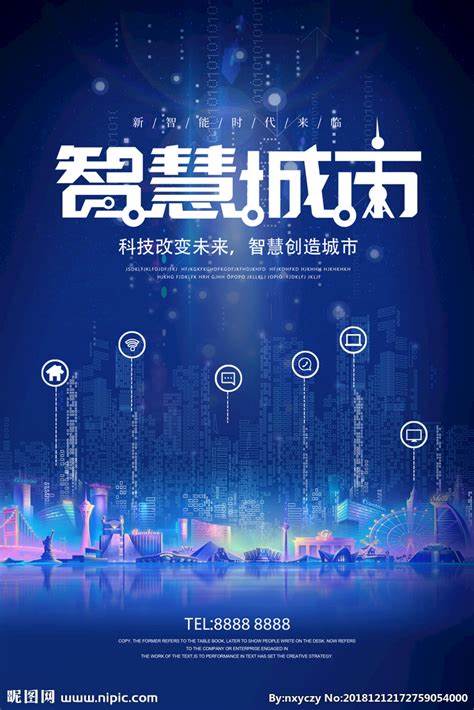 新/智/能/时/代/来/临
智慧城市
科技改变未来，智慧创造城市
TEL:8888 8888
COPY. THE FORMER REFERS TO THE TABLE BOOK, LATER TO SHOW PEOPLE WRITE ON THE DESK. NOW REFERS
TO THE COMPANY OR ENTERPRISE ENGAGED IN
THE WORK OF THE TEXT,IS TO PERFORMANCE IN TEXT HAS SET THE CREATIVE STRATEGY.
昵图网 www.nipic.com
By:nxyczy No:20181212172759054000